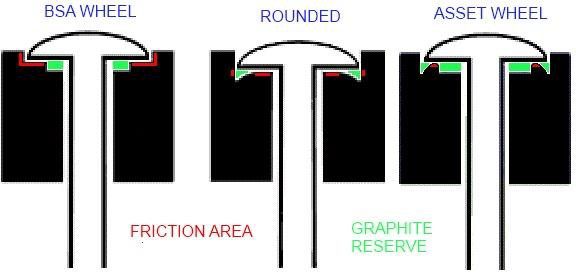 BSA WHEEL
ROUNDED
ASSET WHEEL
FRICTION AREA
GRAPHITE
RESERVE